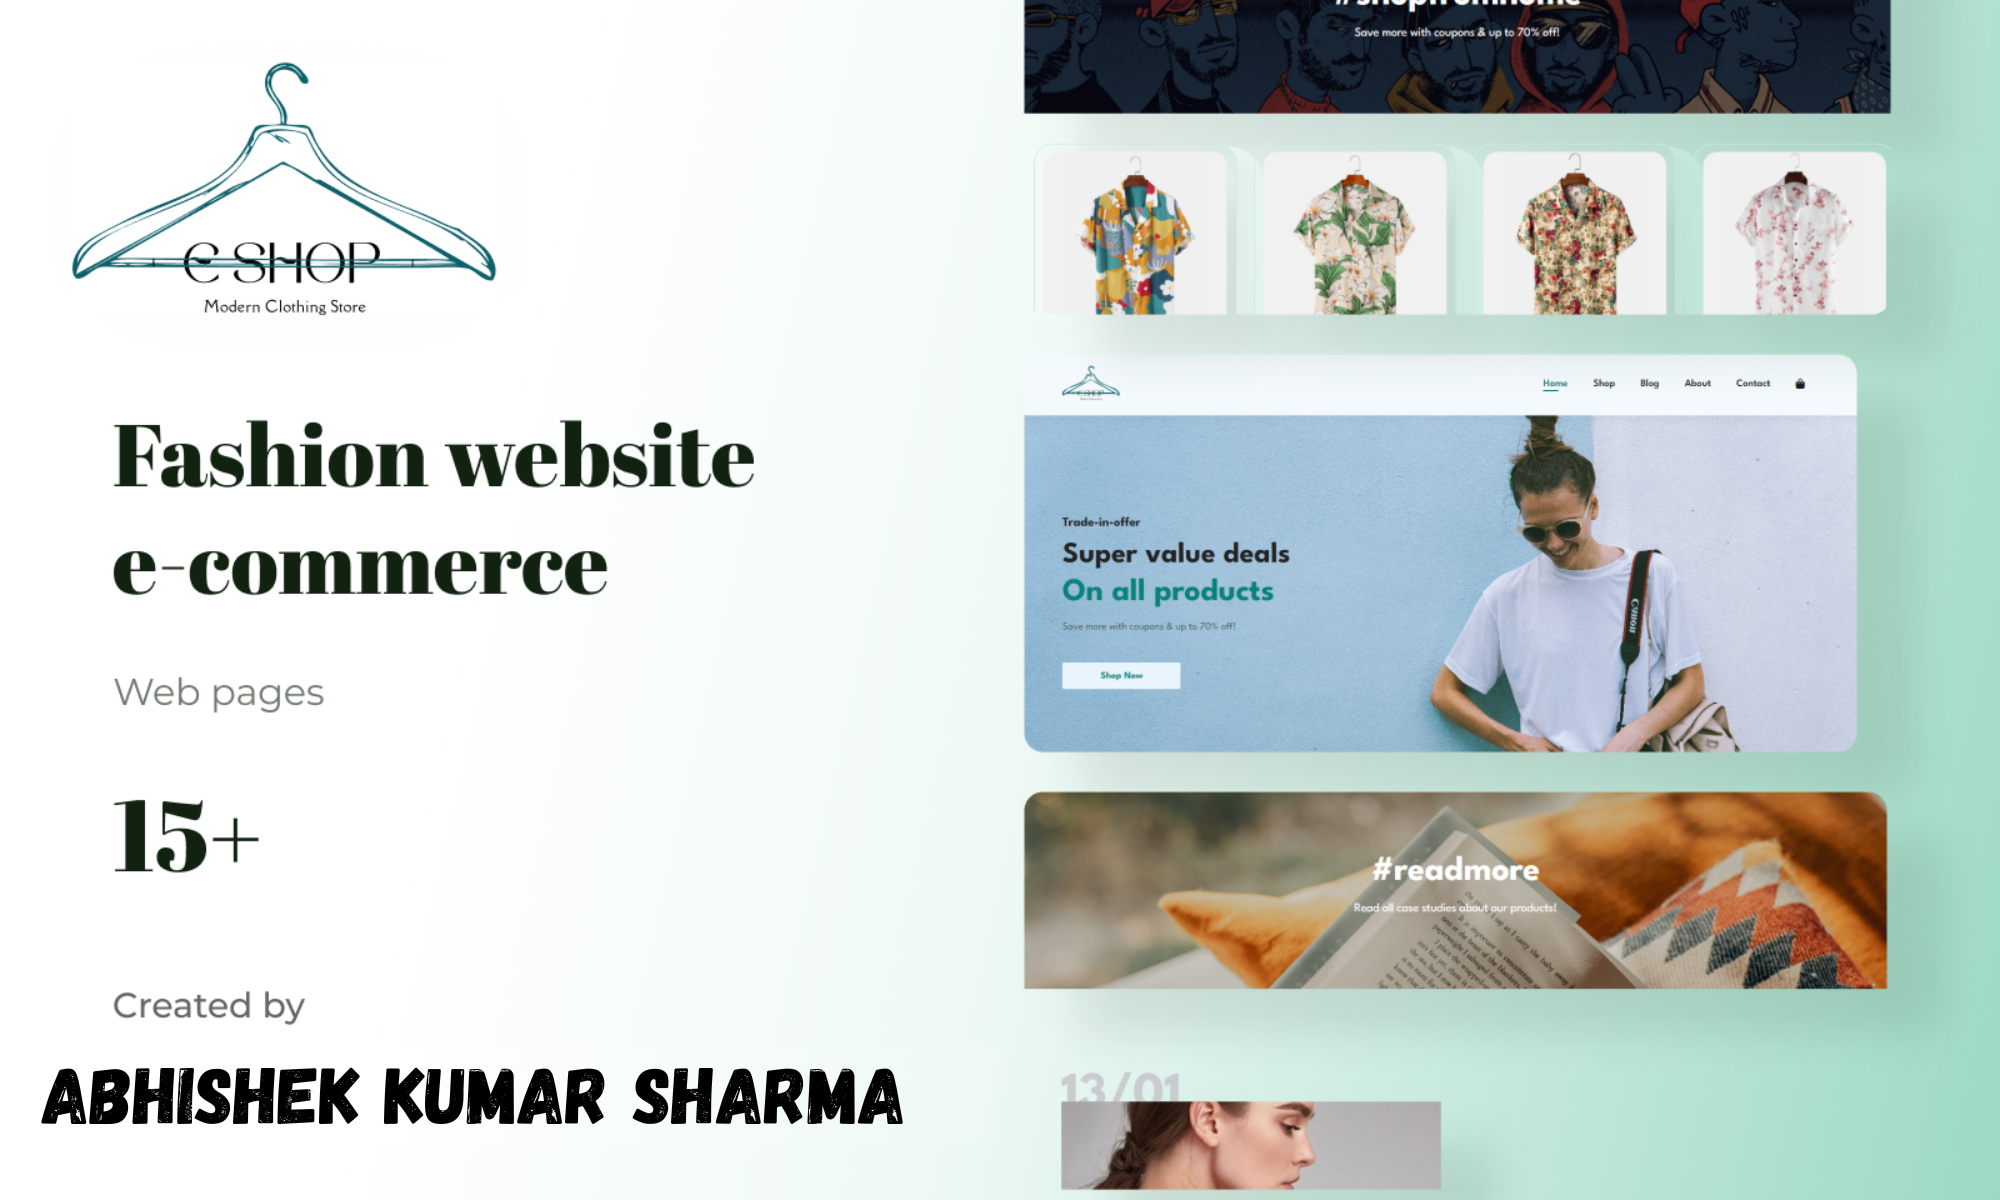 C SHOP
Modern Clothing Store
Fashion website
e-commerce
Web pages
15+
Created by
ABHISHEK KUMAR SHARMA
#shopfromhome
Save more with coupons & up to 70% off!
Home Shop Blog About Contact
Trade-in-offer
Super value deals
On all products
Save more with coupons & up to 70% off!
Shop Now
Canon
#readmore
Read all case studies about our products!
13/01